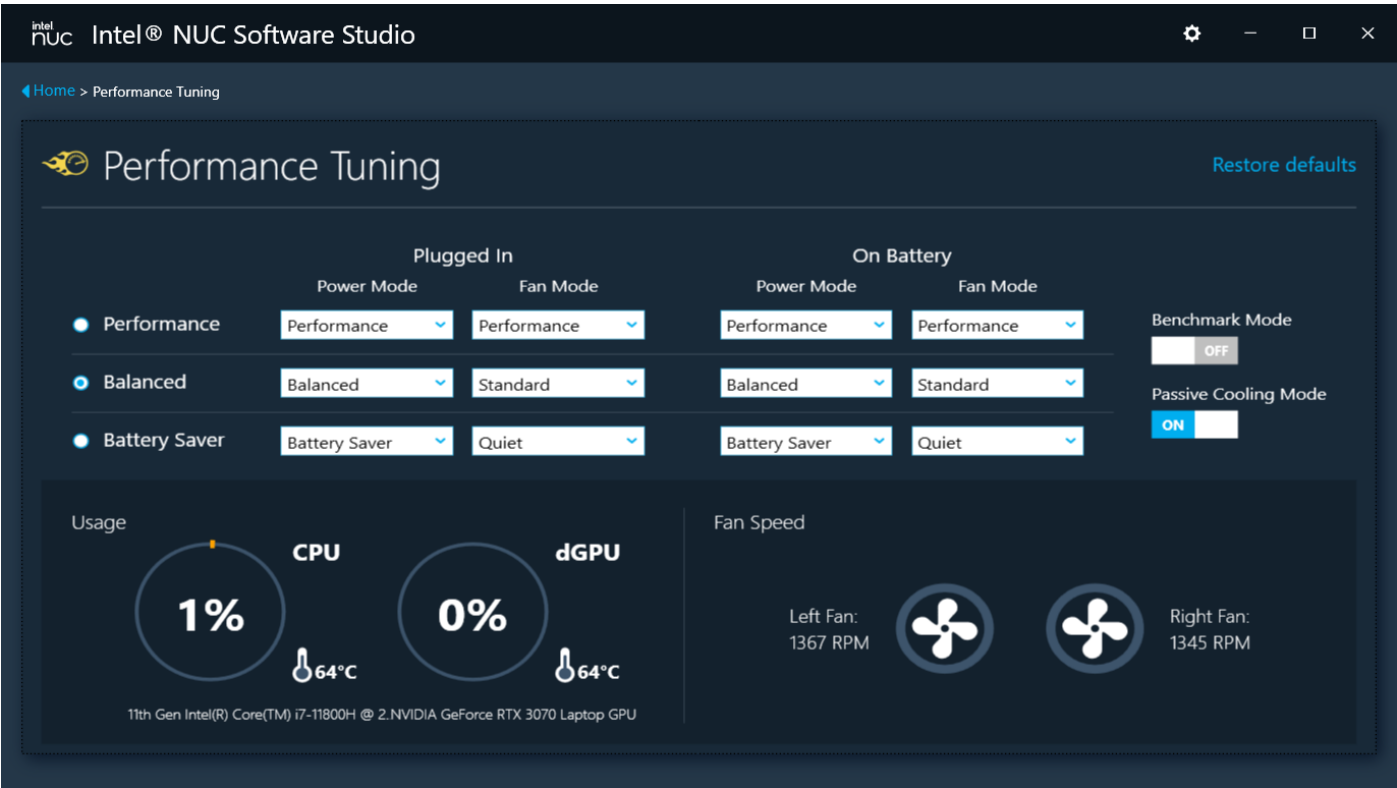 intel
nuc Intel® NUC Software Studio
Home > Performance Tuning
Performance Tuning
Restore defaults
Plugged In On Battery
Power Mode Fan Mode Power Mode Fan Mode
Performance Performance Performance Performance Performance
Benchmark Mode
OFF
Balanced Balanced Standard Balanced Standard
Passive Cooling Mode
ON
Battery Saver Battery Saver Quiet Battery Saver Quiet
Usage
CPU
1%
64°C
dGPU
0%
64°C
11th Gen Intel(R) Core(TM) i7-11800H @ 2.NVIDIA GeForce RTX 3070 Laptop GPU
Fan Speed
Left Fan:
1367 RPM
Right Fan:
1345 RPM